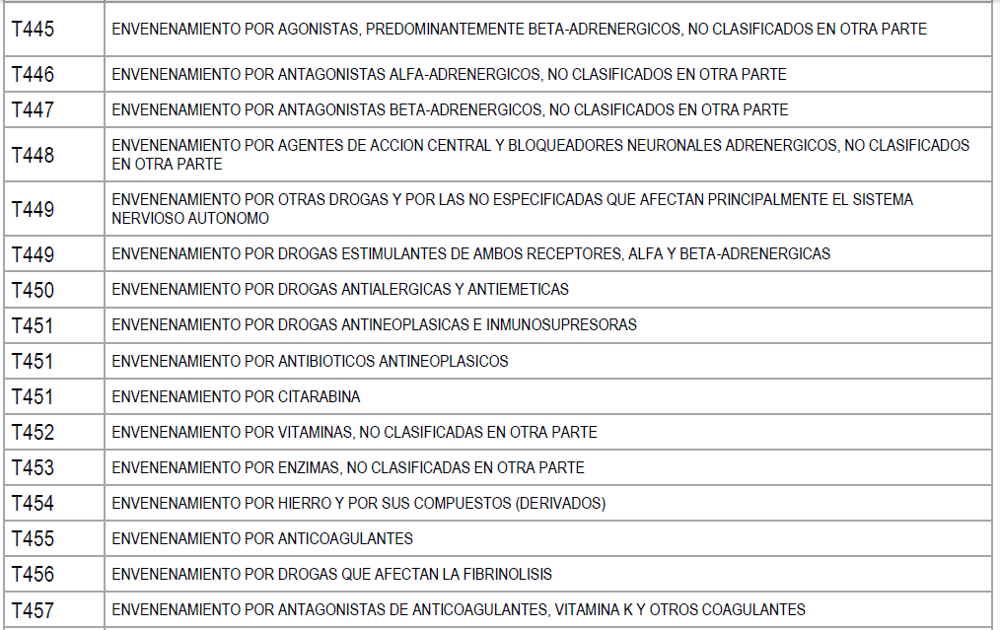 T445 ENVENENAMIENTO POR AGONISTAS, PREDOMINANTEMENTE BETA-ADRENERGICOS, NO CLASIFICADOS EN OTRA PARTE
T446 ENVENENAMIENTO POR ANTAGONISTAS ALFA-ADRENERGICOS, NO CLASIFICADOS EN OTRA PARTE
T447 ENVENENAMIENTO POR ANTAGONISTAS BETA-ADRENERGICOS, NO CLASIFICADOS EN OTRA PARTE
T448 ENVENENAMIENTO POR AGENTES DE ACCION CENTRAL Y BLOQUEADORES NEURONALES ADRENERGICOS, NO CLASIFICADOS
EN OTRA PARTE
T449 ENVENENAMIENTO POR OTRAS DROGAS Y POR LAS NO ESPECIFICADAS QUE AFECTAN PRINCIPALMENTE EL SISTEMA
NERVIOSO AUTONOMO
T449 ENVENENAMIENTO POR DROGAS ESTIMULANTES DE AMBOS RECEPTORES, ALFA Y BETA-ADRENERGICAS
T450 ENVENENAMIENTO POR DROGAS ANTIALERGICAS Y ANTIEMETICAS
T451 ENVENENAMIENTO POR DROGAS ANTINEOPLASICAS E INMUNOSUPRESORAS
T451 ENVENENAMIENTO POR ANTIBIOTICOS ANTINEOPLASICOS
T451 ENVENENAMIENTO POR CITARABINA
T452 ENVENENAMIENTO POR VITAMINAS, NO CLASIFICADAS EN OTRA PARTE
T453 ENVENENAMIENTO POR ENZIMAS, NO CLASIFICADAS EN OTRA PARTE
T454 ENVENENAMIENTO POR HIERRO Y POR SUS COMPUESTOS (DERIVADOS)
T455 ENVENENAMIENTO POR ANTICOAGULANTES
T456 ENVENENAMIENTO POR DROGAS QUE AFECTAN LA FIBRINOLISIS
T457 ENVENENAMIENTO POR ANTAGONISTAS DE ANTICOAGULANTES, VITAMINA K Y OTROS COAGULANTES